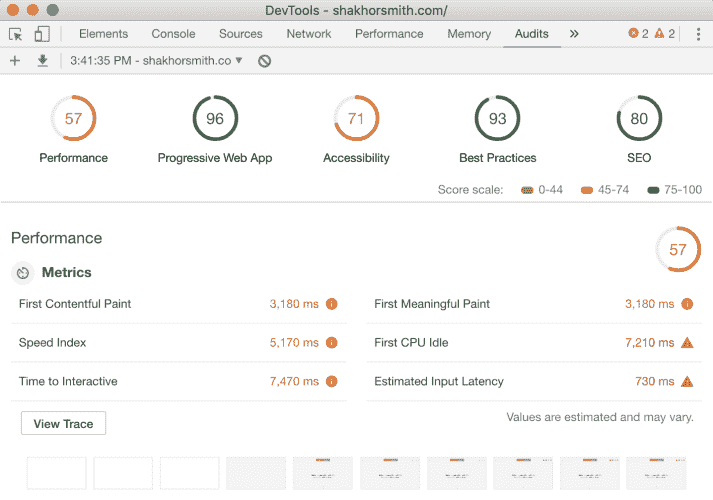 DevTools - shakhorsmith.com/
Elements Console Sources Network Performance Memory Audits » 2 2
3:41:35 PM - shakhorsmith.co
57 96 71 93 80
Performance Progressive Web App Accessibility Best Practices SEO
Score scale: 0-44 45-74 75-100
Performance 57
Metrics
First Contentful Paint 3,180 ms First Meaningful Paint 3,180 ms
Speed Index 5,170 ms First CPU Idle 7,210 ms
Time to Interactive 7,470 ms Estimated Input Latency 730 ms
View Trace Values are estimated and may vary.